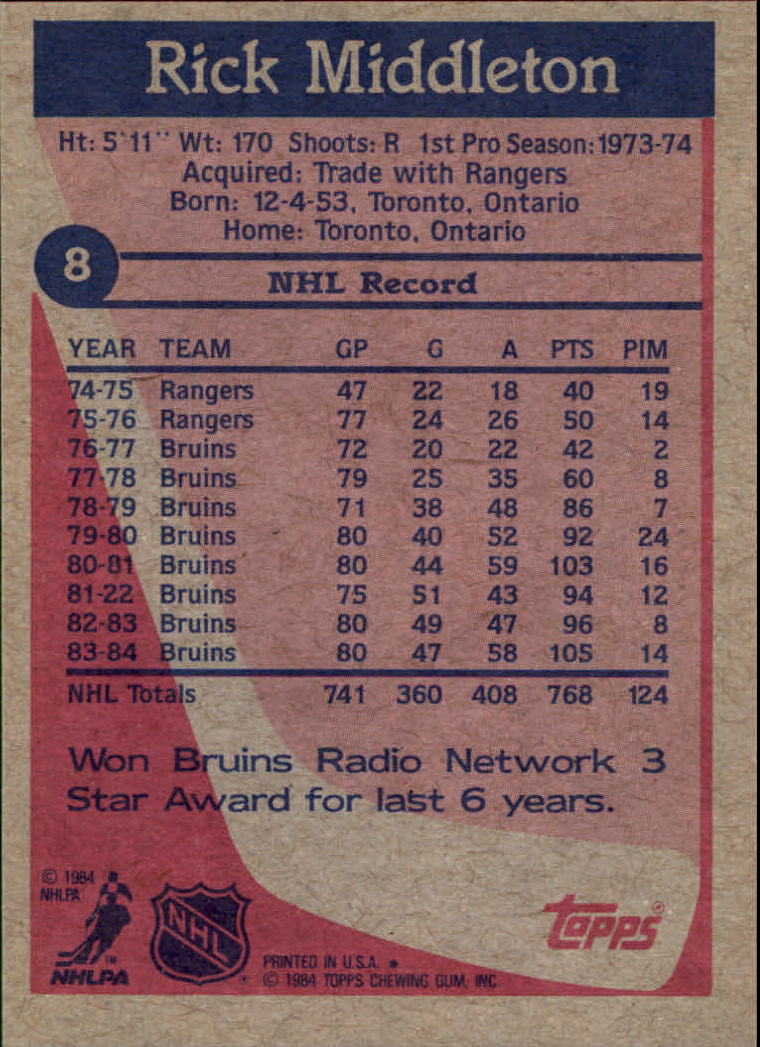 Rick Middleton
Ht: 5'11" Wt: 170 Shoots: R 1st Pro Season: 1973-74
Acquired: Trade with Rangers
Born: 12-4-53, Toronto, Ontario
Home: Toronto, Ontario
8
NHL Record
YEAR TEAM GP G A PTS PIM
74-75 Rangers 47 22 18 40 19
75-76 Rangers 77 24 26 50 14
76-77 Bruins 72 20 22 42 2
77-78 Bruins 79 25 35 60 8
78-79 Bruins 71 38 48 86 7
79-80 Bruins 80 40 52 92 24
80-81 Bruins 80 44 59 103 16
81-22 Bruins 75 51 43 94 12
82-83 Bruins 80 49 47 96 8
83-84 Bruins 80 47 58 105 14
NHL Totals 741 360 408 768 124
Won Bruins Radio Network 3
Star Award for last 6 years.
© 1984
NHLPA
TM
NHLPA
NHL
®
topps®
PRINTED IN U.S.A. *
© 1984 TOPPS CHEWING GUM, INC